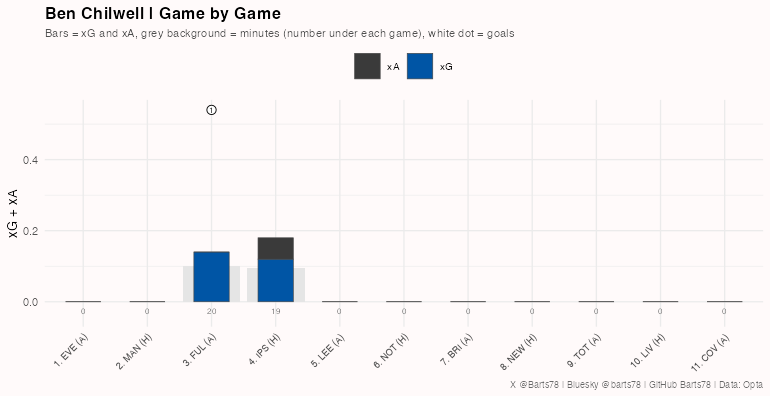 Ben Chilwell | Game by Game
Bars = xG and xA, grey background = minutes (number under each game), white dot = goals
xA xG
1
xG + xA
0.4
0.2
0.0
0 0 20 19 0 0 0 0 0 0 0
1. EVE (A) 2. MAN (H) 3. FUL (A) 4. IPS (H) 5. LEE (A) 6. NOT (H) 7. BRI (A) 8. NEW (H) 9. TOT (A) 10. LIV (H) 11. COV (A)
X @Barts78 | Bluesky @barts78 | GitHub Barts78 | Data: Opta